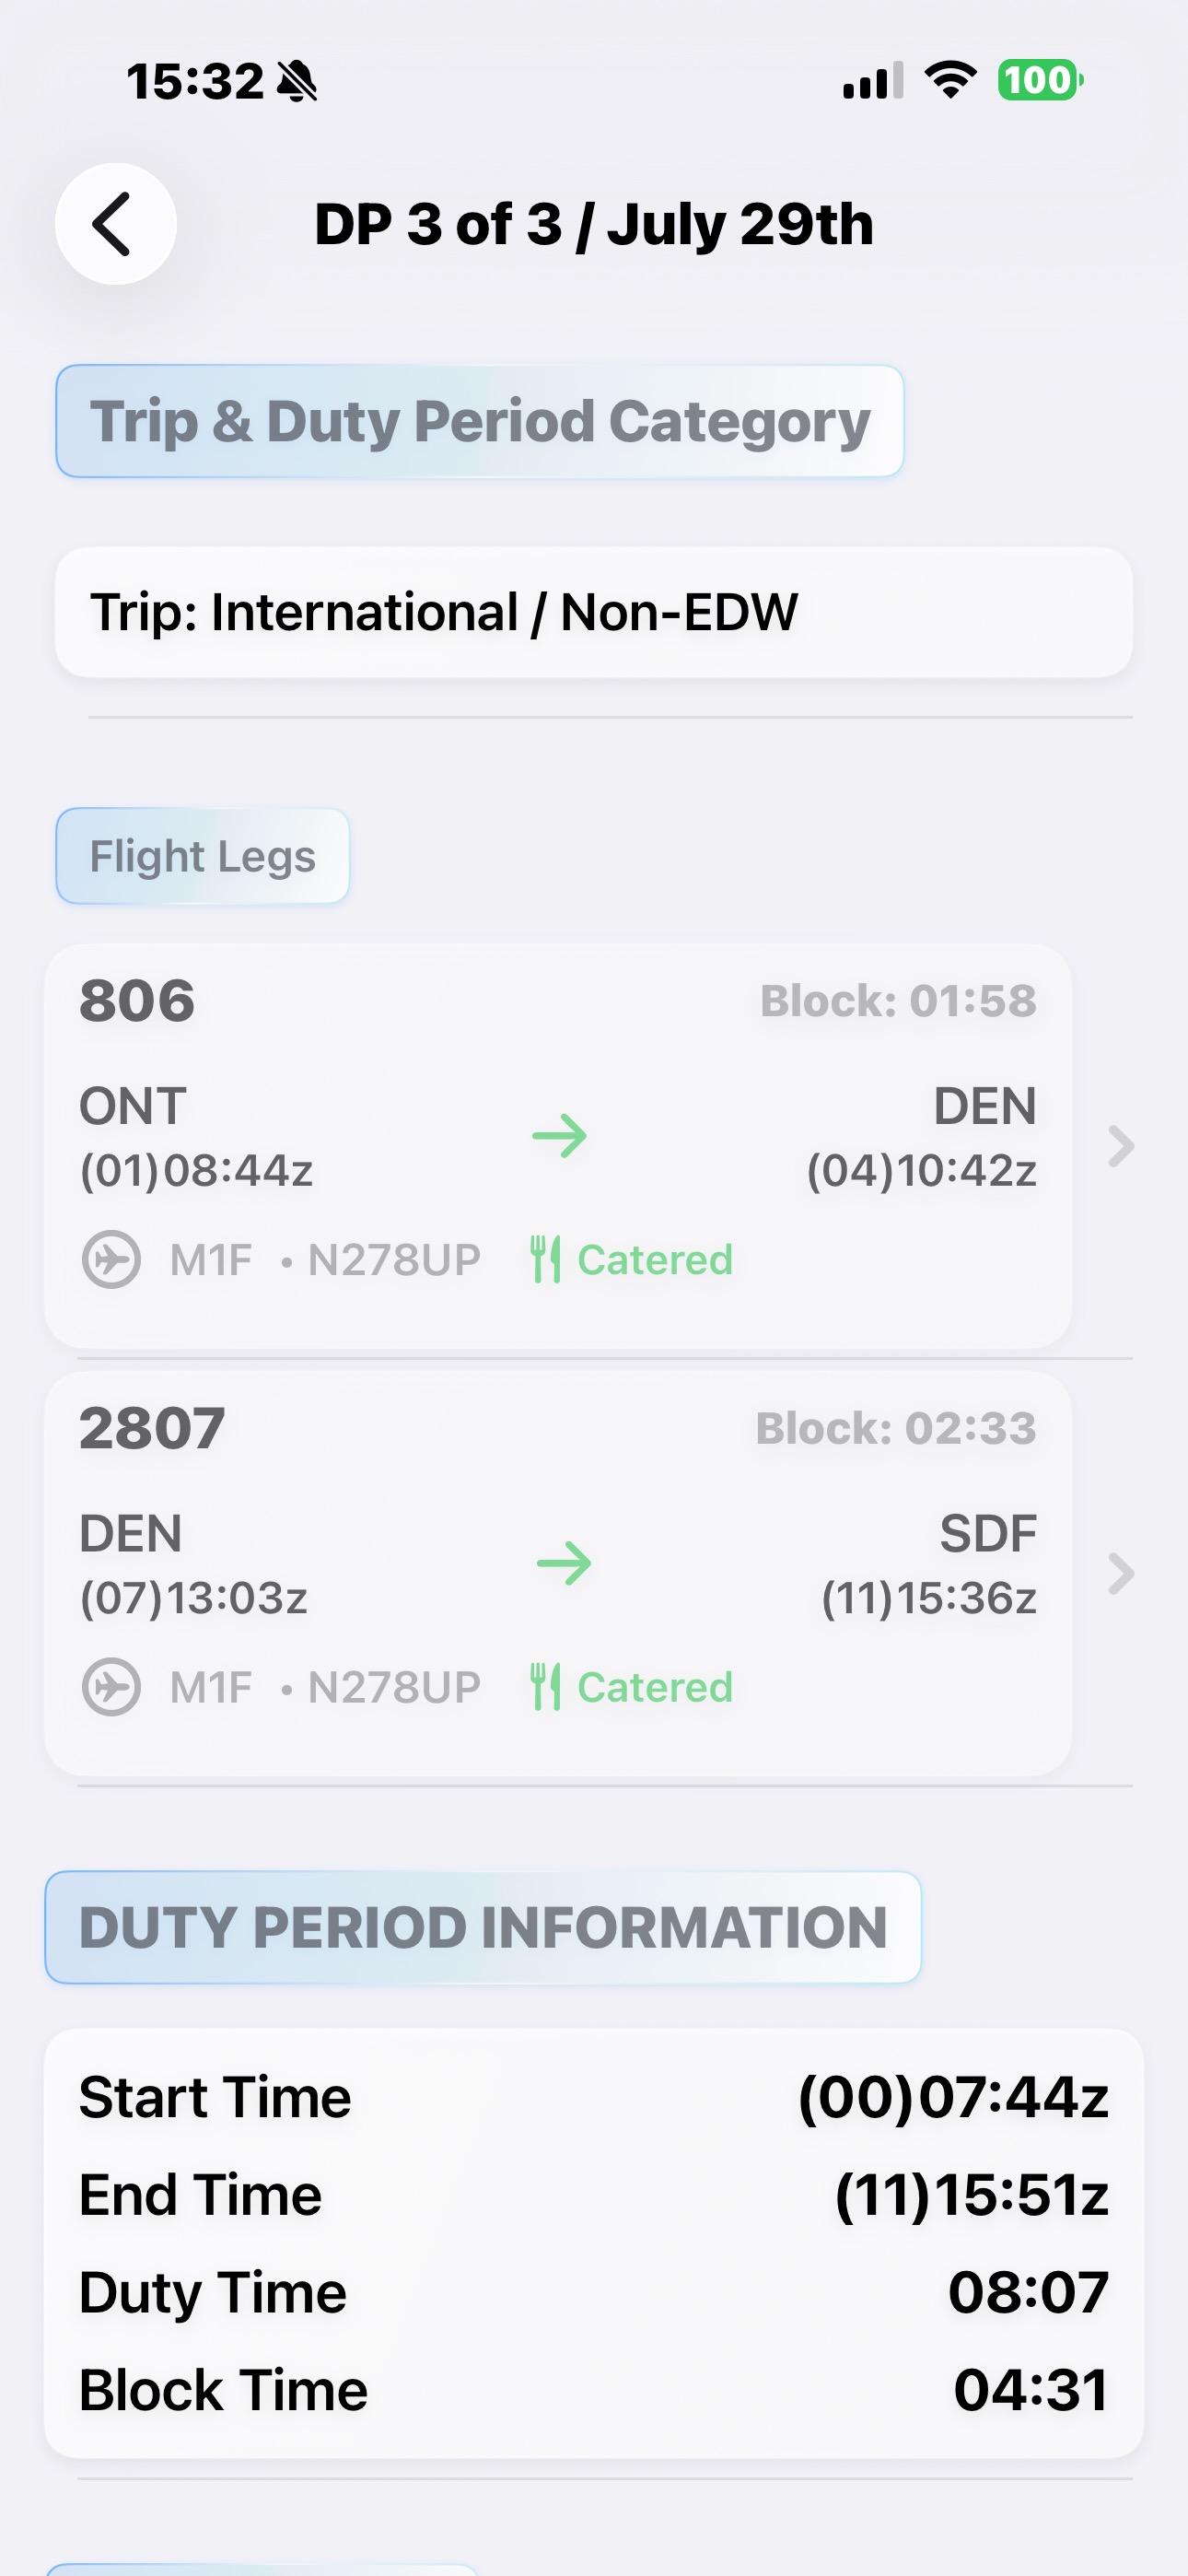 15:32
100
DP 3 of 3 / July 29th
Trip & Duty Period Category
Trip: International / Non-EDW
Flight Legs
806 Block: 01:58
ONT DEN
(01)08:44z (04)10:42z
M1F • N278UP Catered
2807 Block: 02:33
DEN SDF
(07)13:03z (11)15:36z
M1F • N278UP Catered
DUTY PERIOD INFORMATION
Start Time (00)07:44z
End Time (11)15:51z
Duty Time 08:07
Block Time 04:31